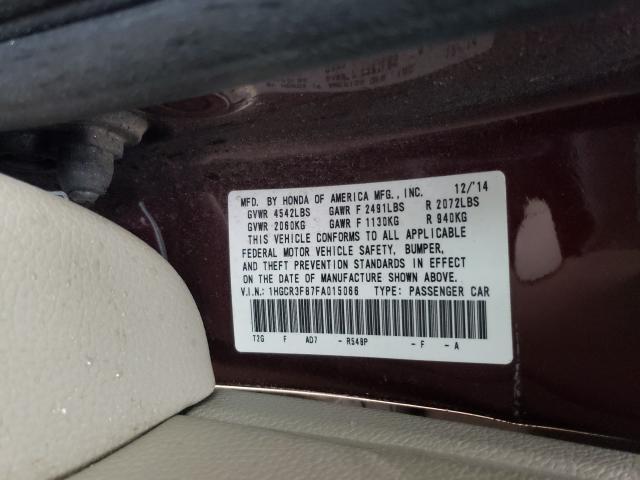 MFD. BY HONDA OF AMERICA MFG., INC. 12/'14
GVWR 4542LBS GAWR F 2491LBS R 2072LBS
GVWR 2060KG GAWR F 1130KG R 940KG
THIS VEHICLE CONFORMS TO ALL APPLICABLE
FEDERAL MOTOR VEHICLE SAFETY, BUMPER,
AND THEFT PREVENTION STANDARDS IN EFFECT
ON THE DATE OF MANUFACTURE SHOWN ABOVE.
V.I.N.: 1HGCR3F87FA015066 TYPE: PASSENGER CAR
T2G F AD7 - R548P - F - A